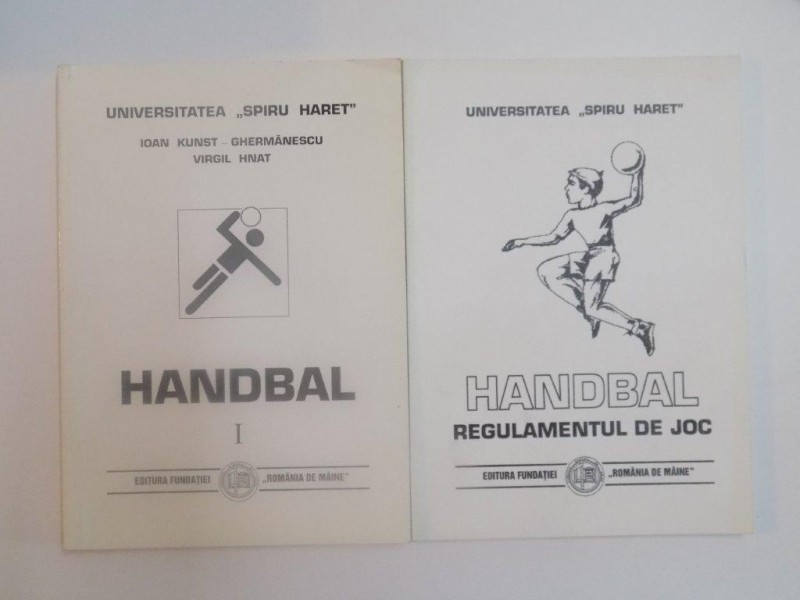 UNIVERSITATEA „SPIRU HARET"
IOAN KUNST – GHERMĂNESCU
VIRGIL HNAT
HANDBAL
I
EDITURA FUNDAȚIEI „ROMÂNIA DE MÂINE"
UNIVERSITATEA „SPIRU HARET"
HANDBAL
REGULAMENTUL DE JOC
EDITURA FUNDAȚIEI „ROMÂNIA DE MÂINE"